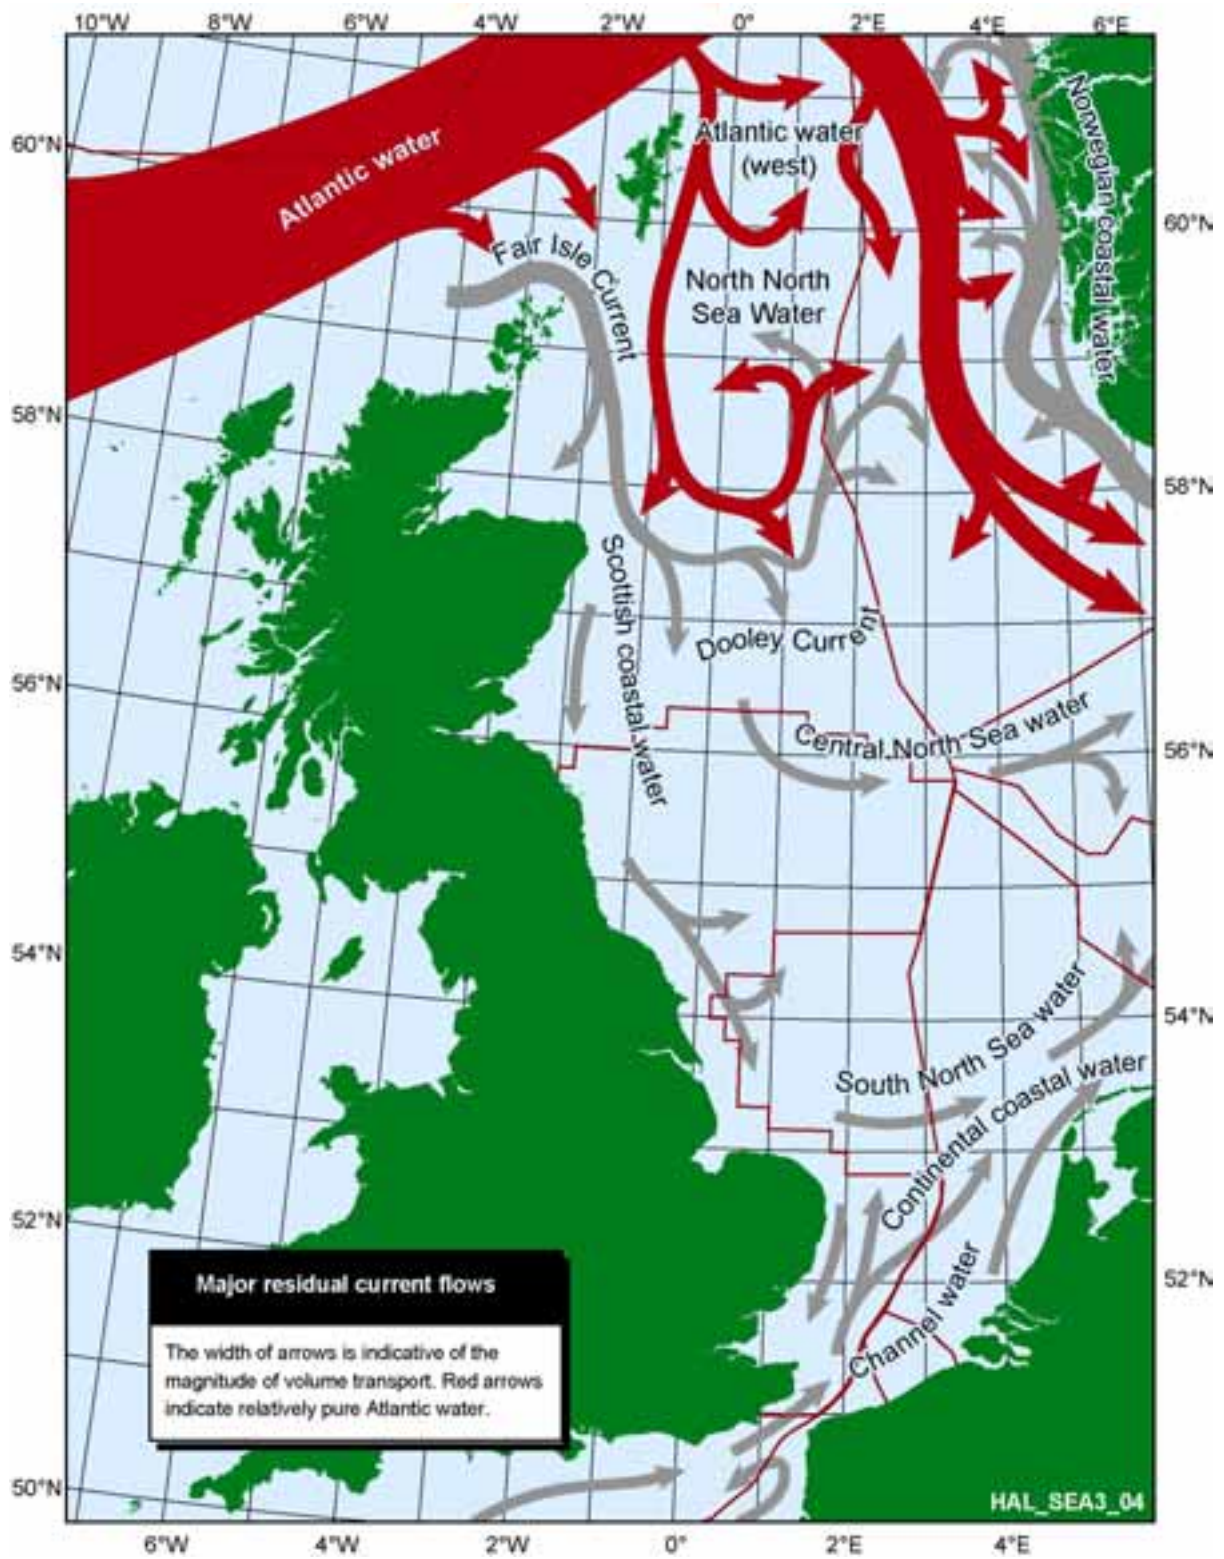 10°W 8°W 6°W 4°W 2°W 0° 2°E 4°E 6°E
60°N
58°N
56°N
54°N
52°N
50°N
60°N
58°N
56°N
54°N
52°N
6°W 4°W 2°W 0° 2°E 4°E
Atlantic water
Atlantic water
(west)
Norwegian coastal water
Fair Isle Current
North North
Sea Water
Scottish coastal water
Dooley Current
Central North Sea water
South North Sea water
Continental coastal water
Channel water
Major residual current flows
The width of arrows is indicative of the
magnitude of volume transport. Red arrows
indicate relatively pure Atlantic water.
HAL_SEA3_04